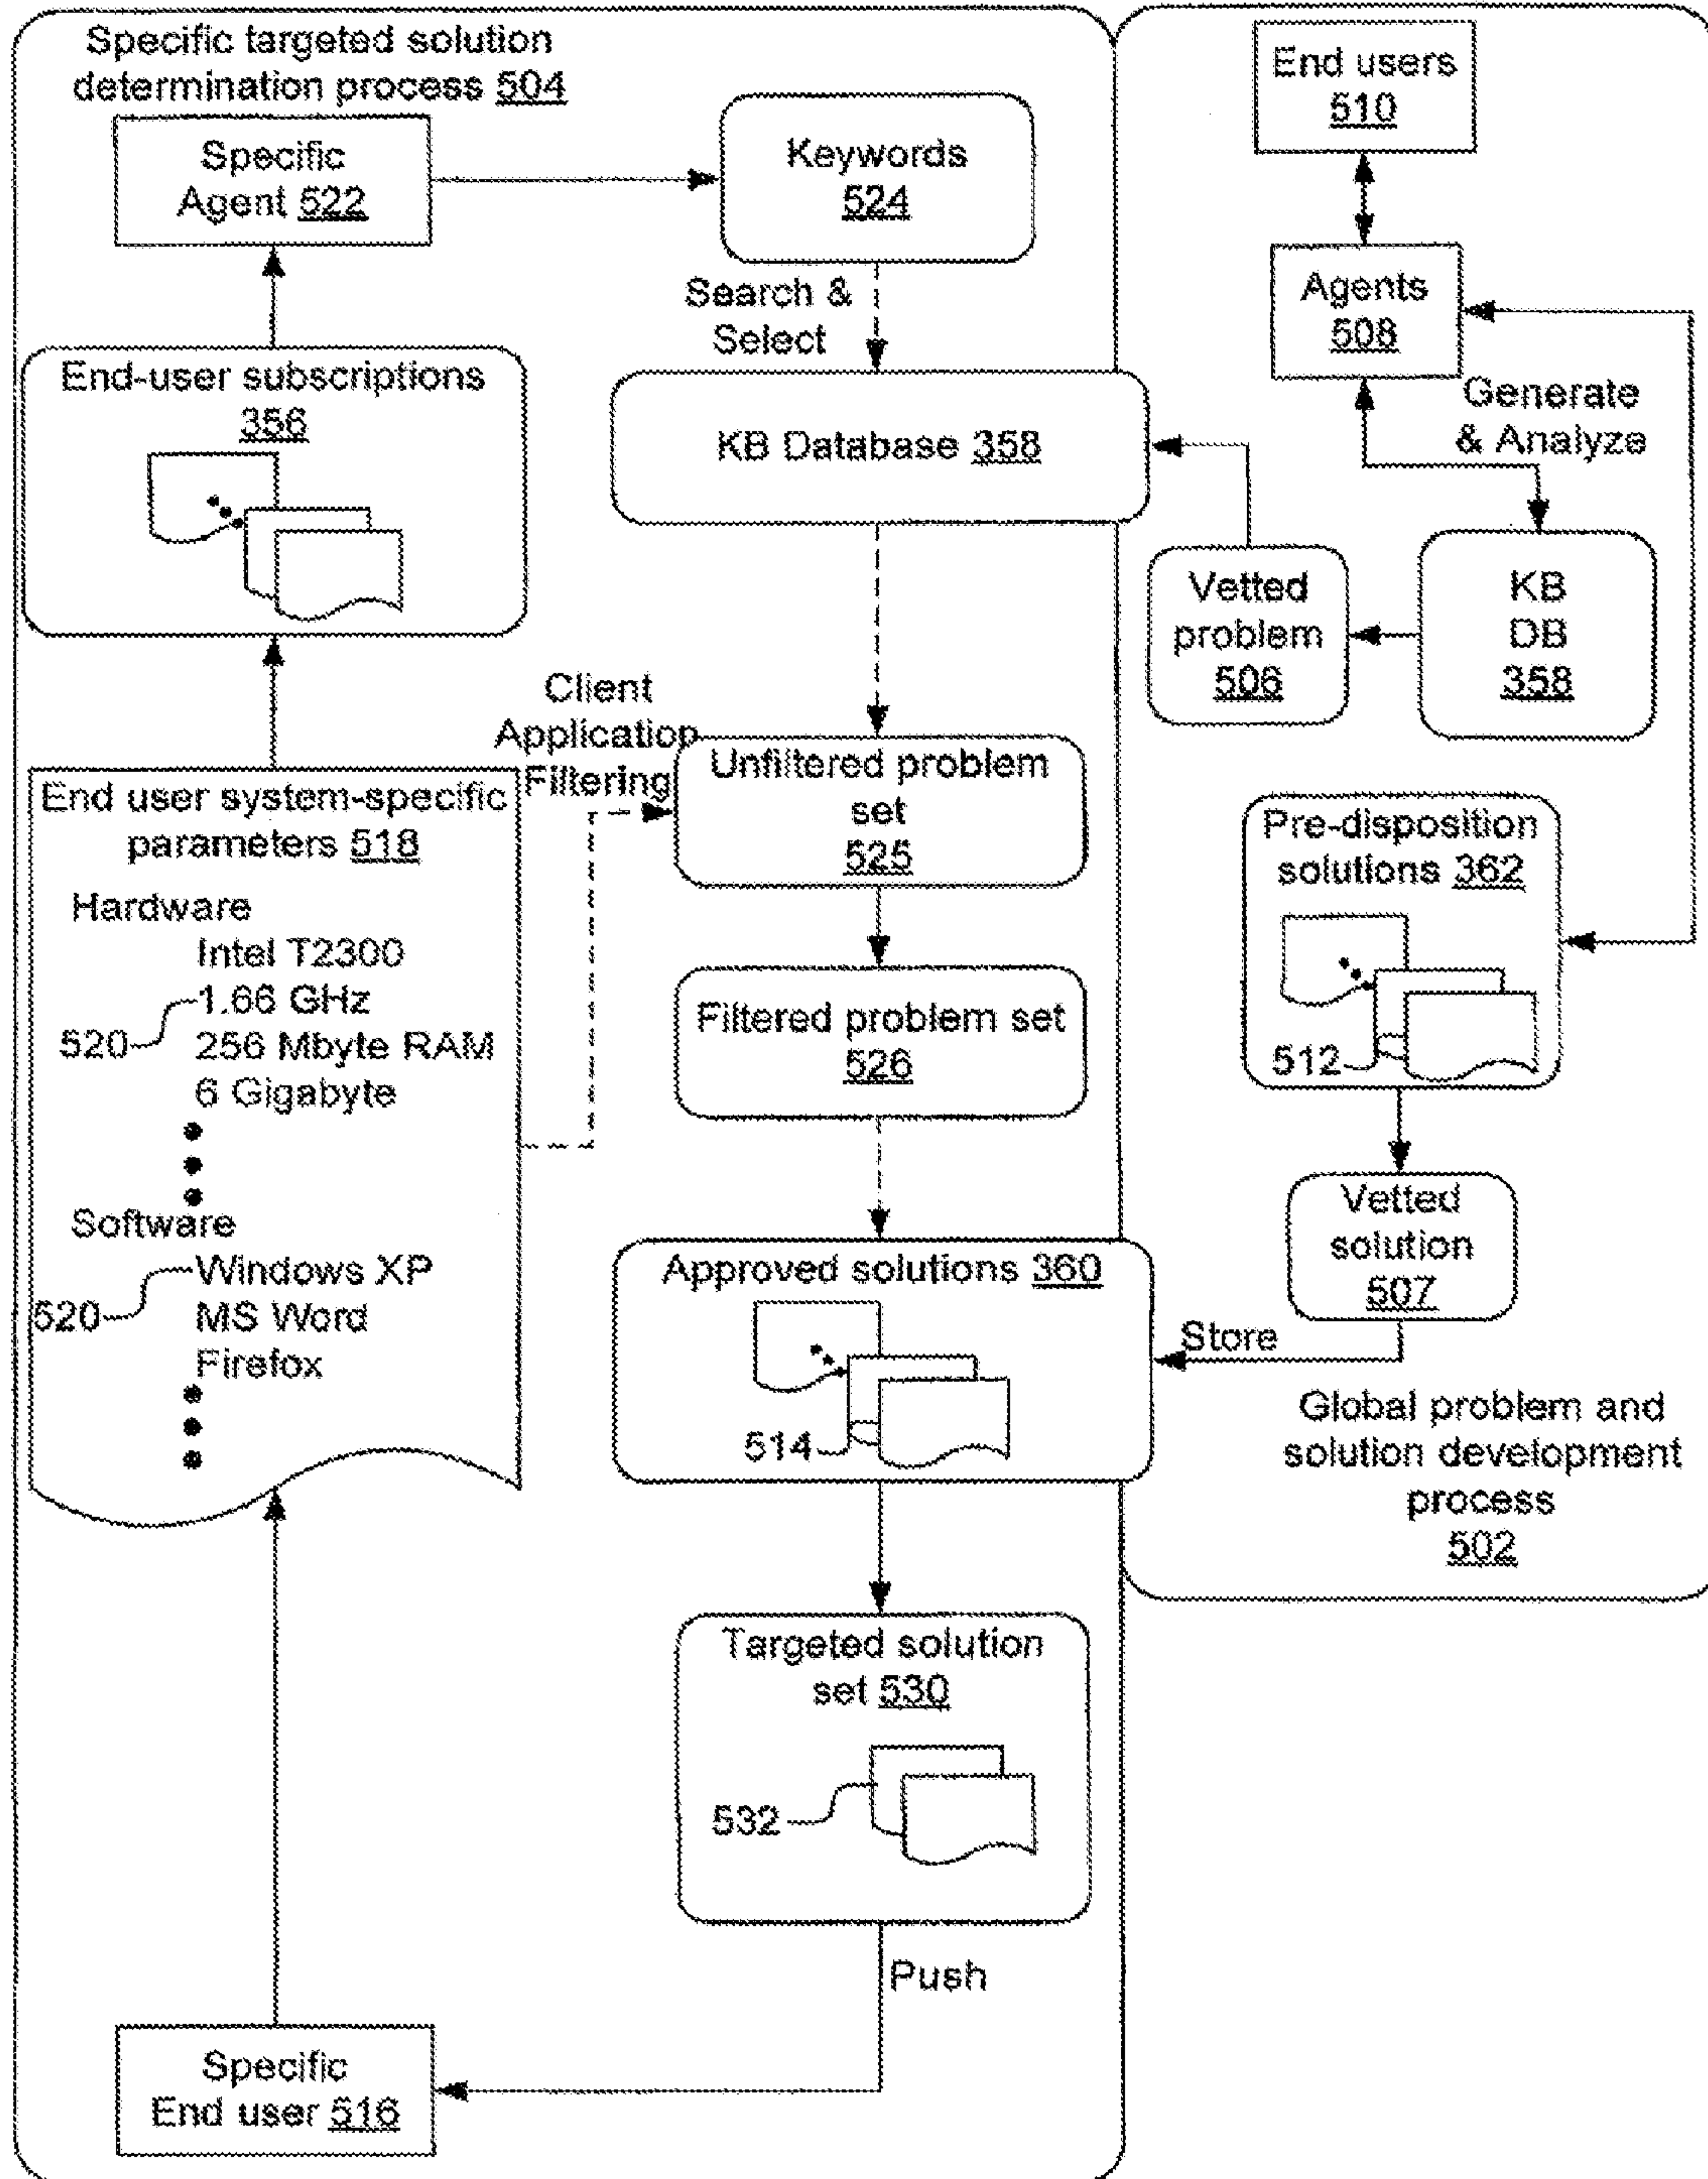 Specific targeted solution
determination process 504
Specific
Agent 522
Keywords
524
Search &
Select
End-user subscriptions
356
KB Database 358
Client
Application
Filtering
End user system-specific
parameters 518
Hardware
Intel T2300
1.66 GHz
520
256 Mbyte RAM
6 Gigabyte
Software
Windows XP
520
MS Word
Firefox
Unfiltered problem
set
525
Filtered problem set
526
Approved solutions 360
514
Targeted solution
set 530
532
Push
Specific
End user 516
End users
510
Agents
508
Generate
& Analyze
Vetted
problem
506
KB
DB
358
Pre-disposition
solutions 362
512
Vetted
solution
507
Store
Global problem and
solution development
process
502